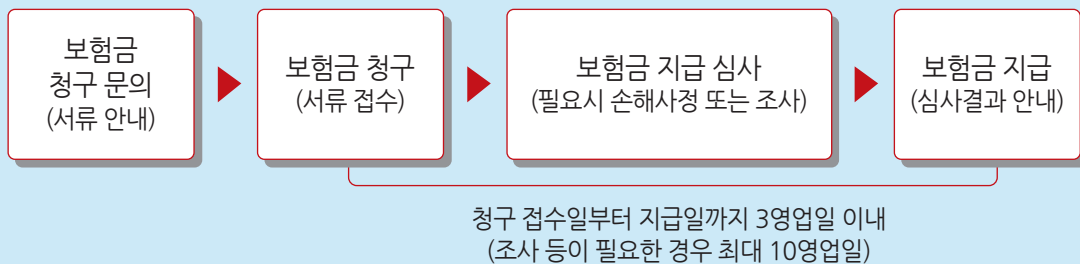 보험금
청구 문의
(서류 안내)
보험금 청구
(서류 접수)
보험금 지급 심사
(필요시 손해사정 또는 조사)
보험금 지급
(심사결과 안내)
청구 접수일부터 지급일까지 3영업일 이내
(조사 등이 필요한 경우 최대 10영업일)